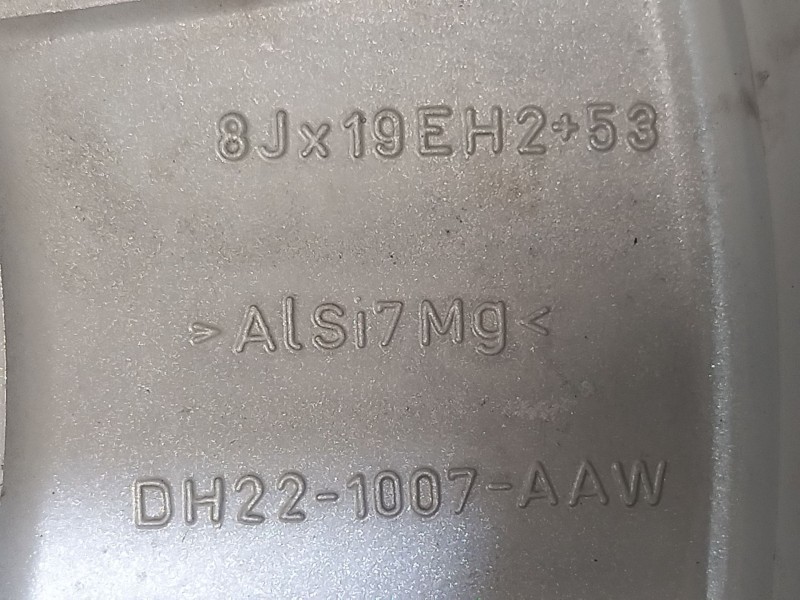 8Jx19EH2+53
>AlSi7Mg<
DH22-1007-AAW